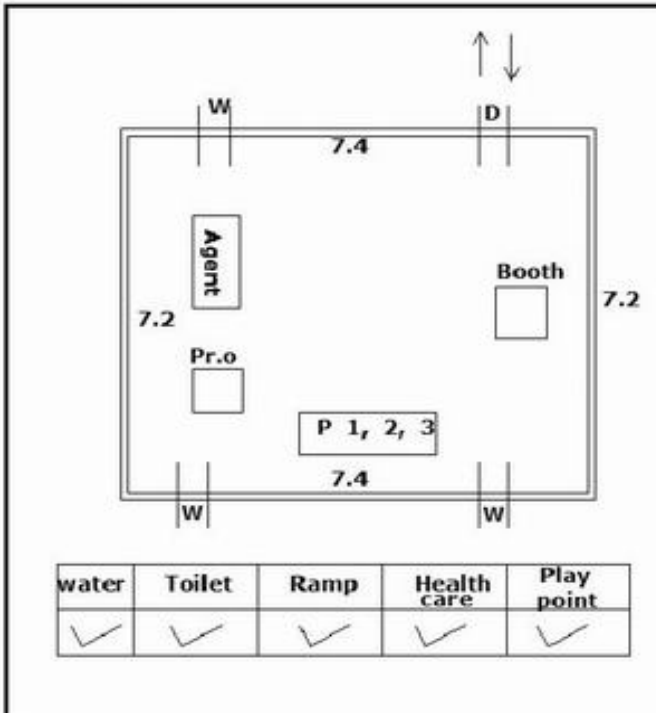 W
D
7.4
Agent
Booth
7.2
7.2
Pr.o
P 1, 2, 3
7.4
W
W
water Toilet Ramp Health care Play point